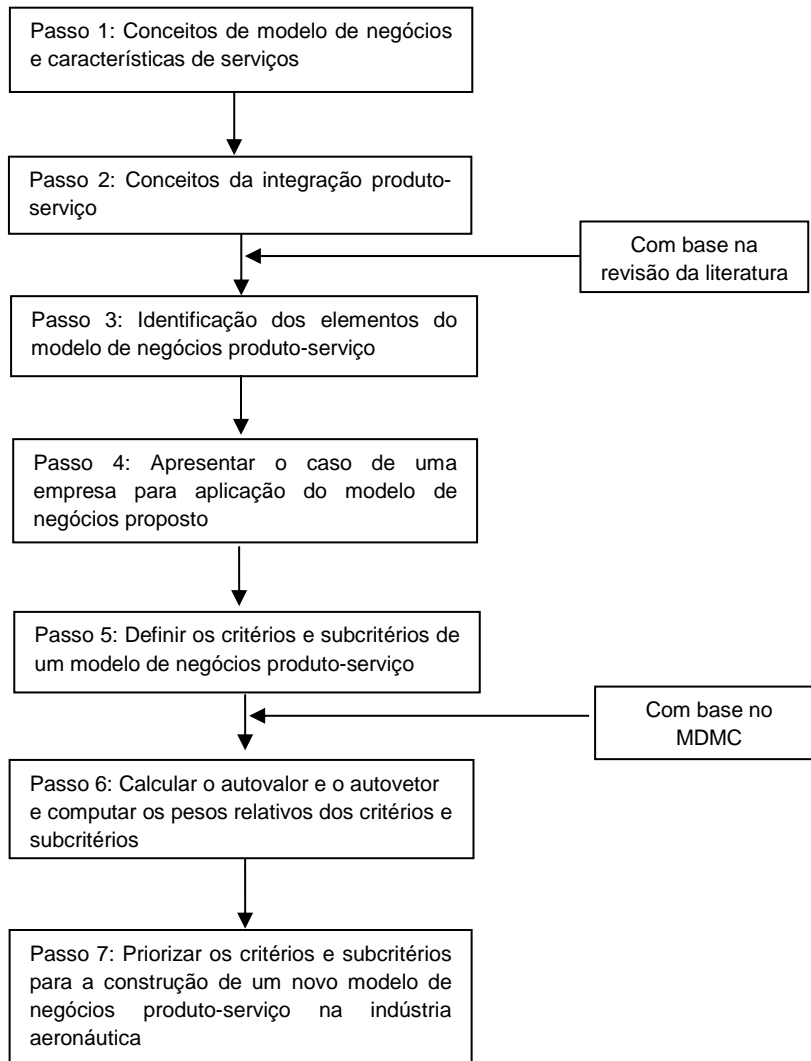 Passo 1: Conceitos de modelo de negócios
e características de serviços
Passo 2: Conceitos da integração produto-
serviço
Com base na
revisão da literatura
Passo 3: Identificação dos elementos do
modelo de negócios produto-serviço
Passo 4: Apresentar o caso de uma
empresa para aplicação do modelo de
negócios proposto
Passo 5: Definir os critérios e subcritérios de
um modelo de negócios produto-serviço
Com base no
MDMC
Passo 6: Calcular o autovalor e o autovetor
e computar os pesos relativos dos critérios e
subcritérios
Passo 7: Priorizar os critérios e subcritérios
para a construção de um novo modelo de
negócios produto-serviço na indústria
aeronáutica